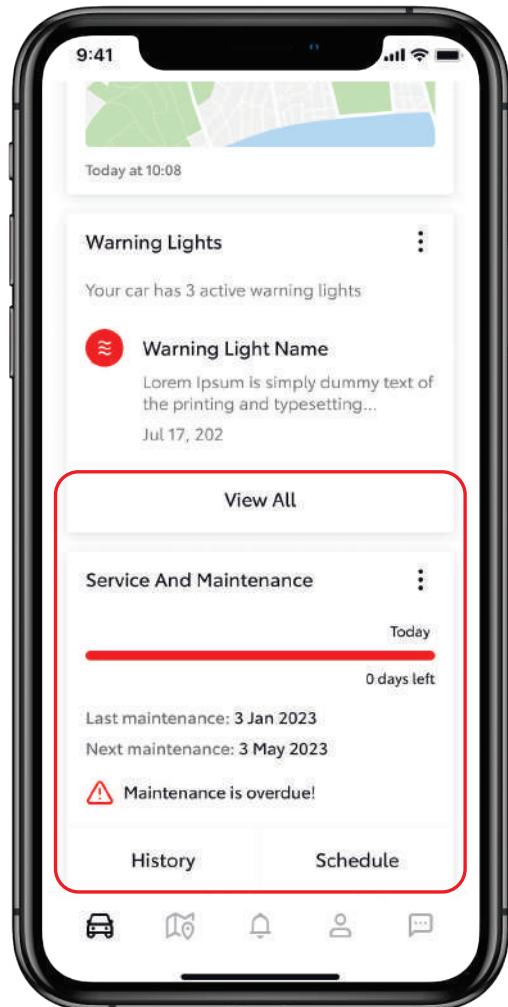 9:41
Today at 10:08
Warning Lights
Your car has 3 active warning lights
Warning Light Name
Lorem Ipsum is simply dummy text of
the printing and typesetting...
Jul 17, 202
View All
Service And Maintenance
Today
0 days left
Last maintenance: 3 Jan 2023
Next maintenance: 3 May 2023
Maintenance is overdue!
History
Schedule